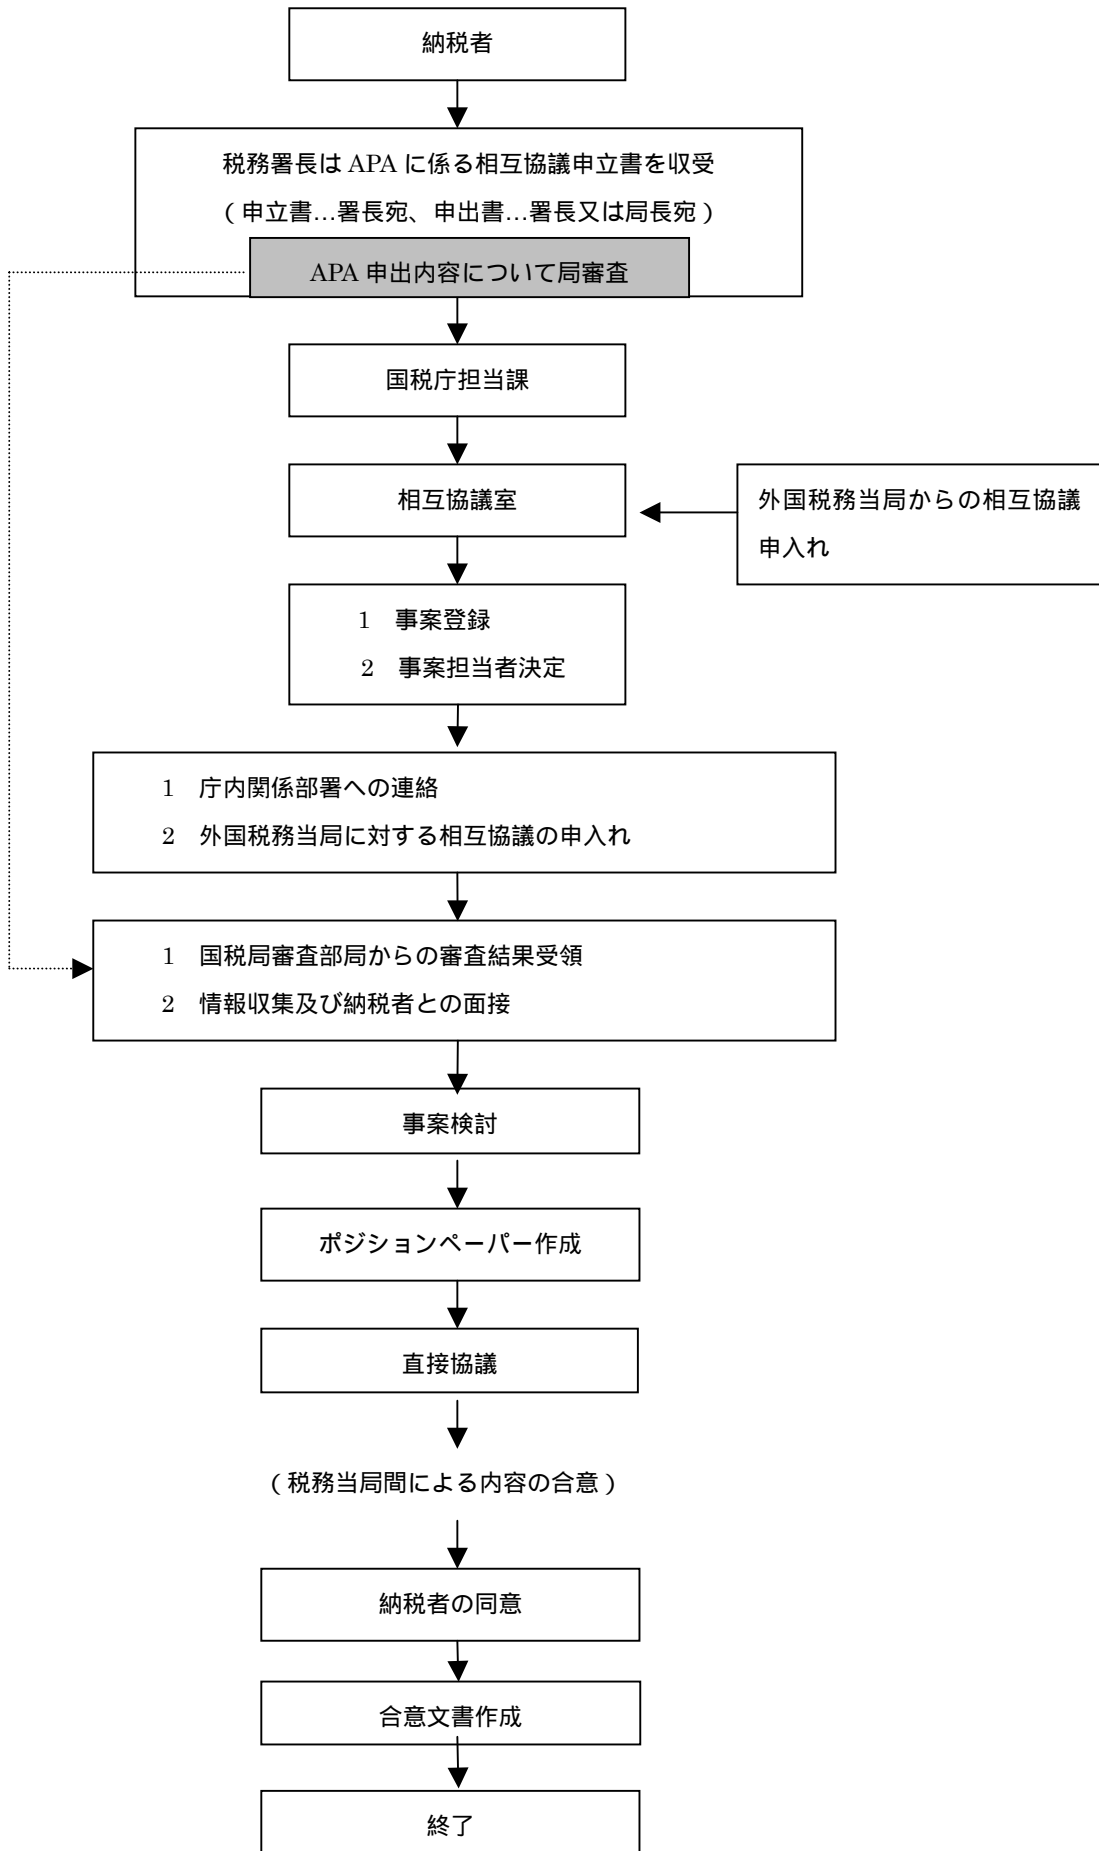 納税者
税務署長は APA に係る相互協議申立書を収受
（申立書…署長宛、申出書…署長又は局長宛）
APA 申出内容について局審査
国税庁担当課
相互協議室
外国税務当局からの相互協議
申入れ
1　事案登録
2　事案担当者決定
1　庁内関係部署への連絡
2　外国税務当局に対する相互協議の申入れ
1　国税局審査部局からの審査結果受領
2　情報収集及び納税者との面接
事案検討
ポジションペーパー作成
直接協議
（税務当局間による内容の合意）
納税者の同意
合意文書作成
終了